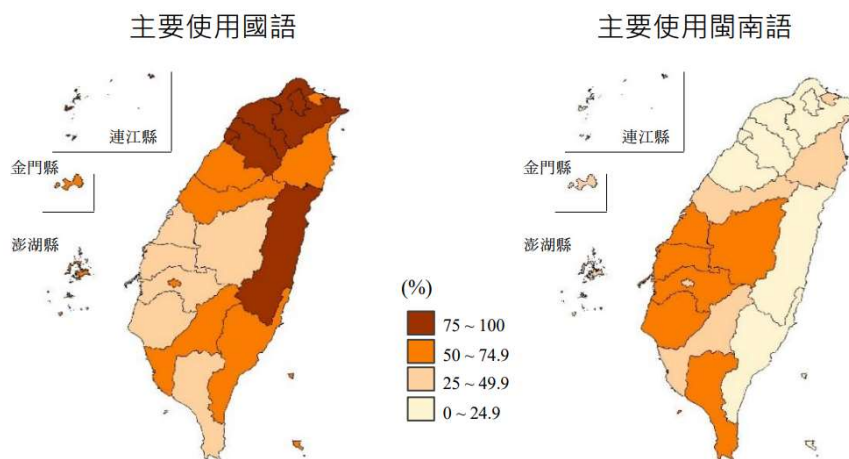 主要使用國語
主要使用閩南語
連江縣
金門縣
澎湖縣
(%)
75 ~ 100
50 ~ 74.9
25 ~ 49.9
0 ~ 24.9
連江縣
金門縣
澎湖縣